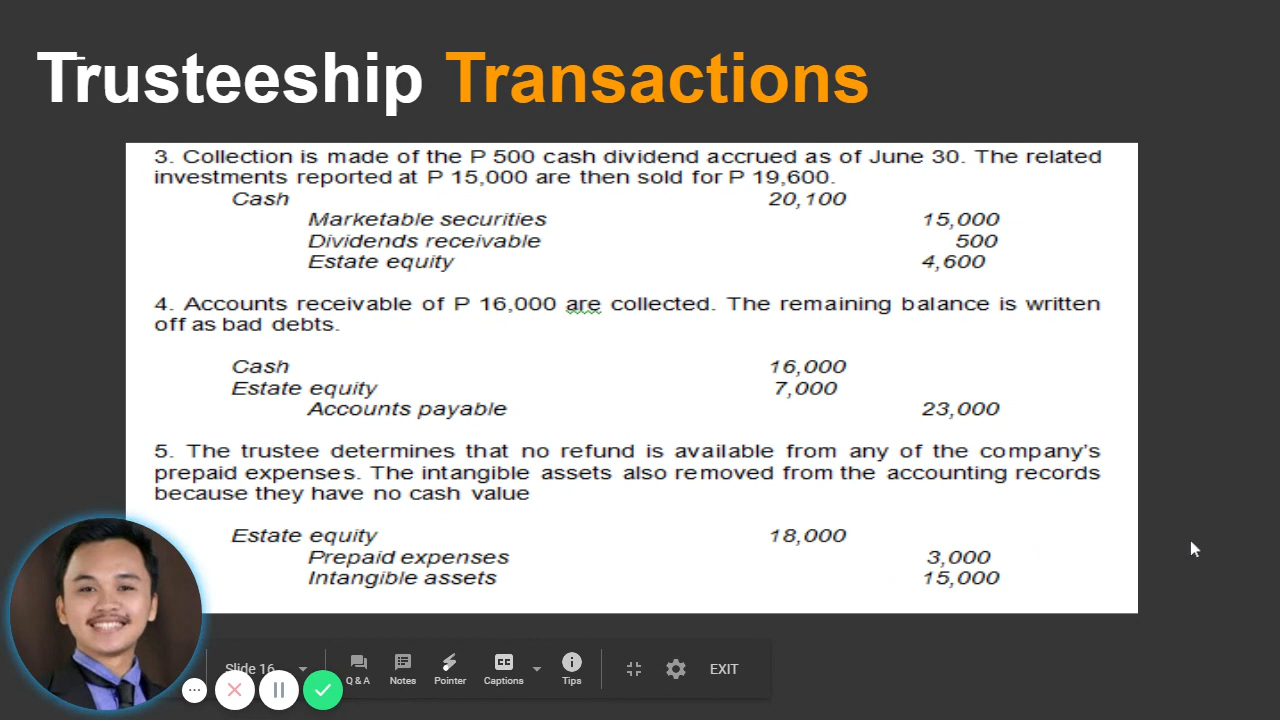 Trusteeship Transactions
3. Collection is made of the P 500 cash dividend accrued as of June 30. The related
investments reported at P 15,000 are then sold for P 19,600.
Cash 20,100
Marketable securities 15,000
Dividends receivable 500
Estate equity 4,600
4. Accounts receivable of P 16,000 are collected. The remaining balance is written
off as bad debts.
Cash 16,000
Estate equity 7,000
Accounts payable 23,000
5. The trustee determines that no refund is available from any of the company's
prepaid expenses. The intangible assets also removed from the accounting records
because they have no cash value
Estate equity 18,000
Prepaid expenses 3,000
Intangible assets 15,000
Slide 16 Q & A Notes Pointer CC Captions Tips EXIT